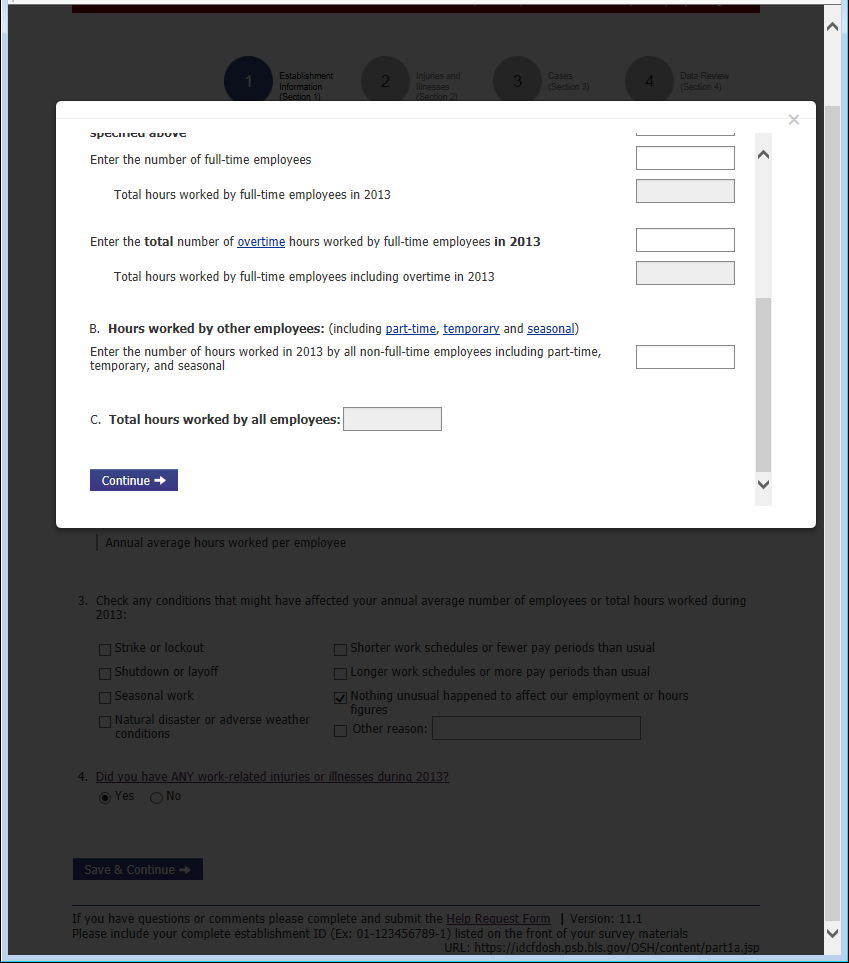 1
Establishment
Information
(Section 1)
2
Injuries and
Illnesses
(Section 2)
3
Cases
(Section 3)
4
Data Review
(Section 4)
×
specified above
Enter the number of full-time employees
Total hours worked by full-time employees in 2013
Enter the total number of overtime hours worked by full-time employees in 2013
Total hours worked by full-time employees including overtime in 2013
B. Hours worked by other employees: (including part-time, temporary and seasonal)
Enter the number of hours worked in 2013 by all non-full-time employees including part-time,
temporary, and seasonal
C. Total hours worked by all employees:
Continue ➔
Annual average hours worked per employee
3. Check any conditions that might have affected your annual average number of employees or total hours worked during
2013:
Strike or lockout
Shorter work schedules or fewer pay periods than usual
Shutdown or layoff
Longer work schedules or more pay periods than usual
Seasonal work
Nothing unusual happened to affect our employment or hours
figures
Natural disaster or adverse weather
conditions
Other reason:
4. Did you have ANY work-related injuries or illnesses during 2013?
Yes No
Save & Continue ➔
If you have questions or comments please complete and submit the Help Request Form | Version: 11.1
Please include your complete establishment ID (Ex: 01-123456789-1) listed on the front of your survey materials
URL: https://idcfdosh.psb.bls.gov/OSH/content/part1a.jsp